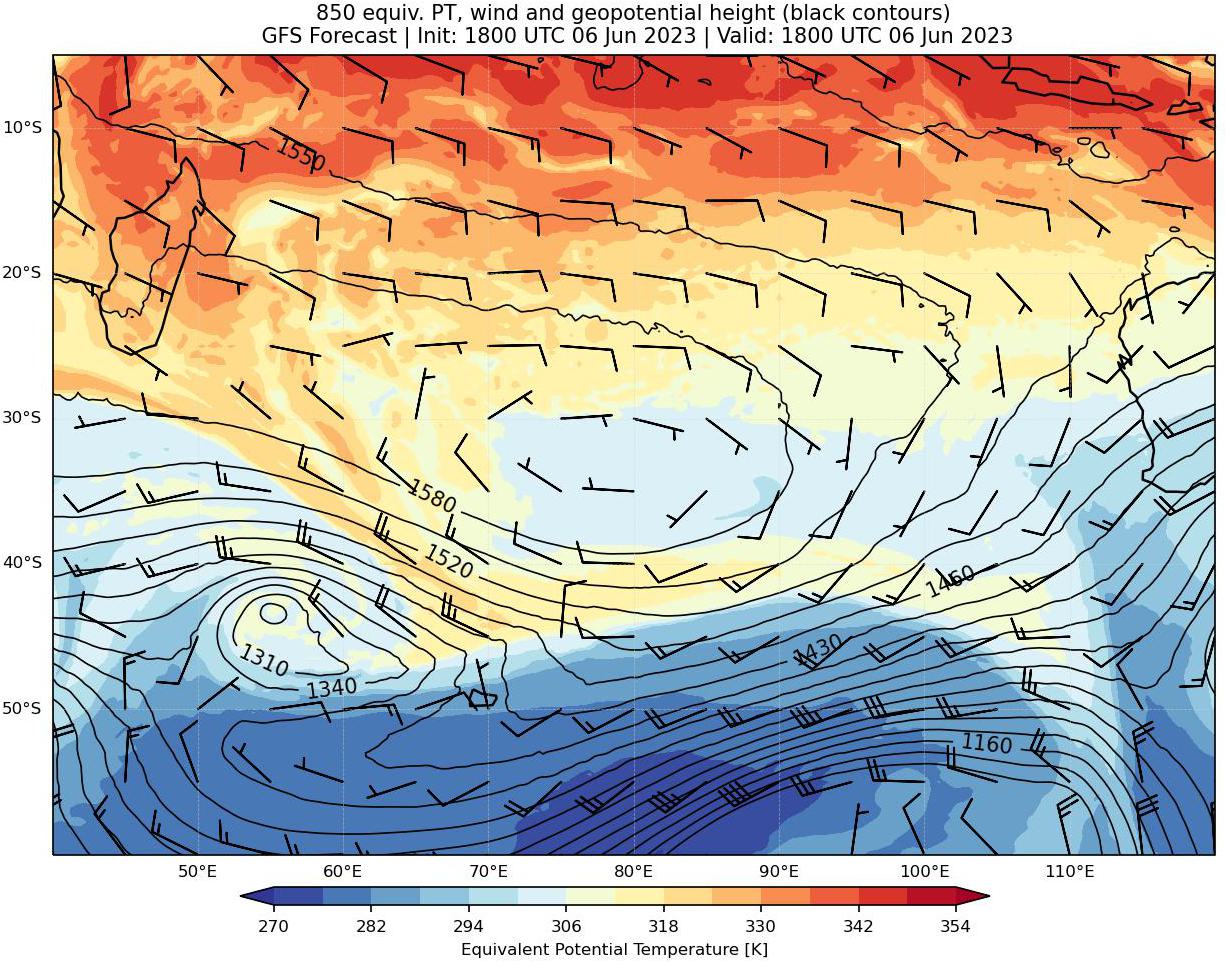 850 equiv. PT, wind and geopotential height (black contours)
GFS Forecast | Init: 1800 UTC 06 Jun 2023 | Valid: 1800 UTC 06 Jun 2023
10°S
1550
20°S
30°S
1580
1520
40°S
1460
1430
1310
1340
50°S
1160
50°E 60°E 70°E 80°E 90°E 100°E 110°E
270 282 294 306 318 330 342 354
Equivalent Potential Temperature [K]